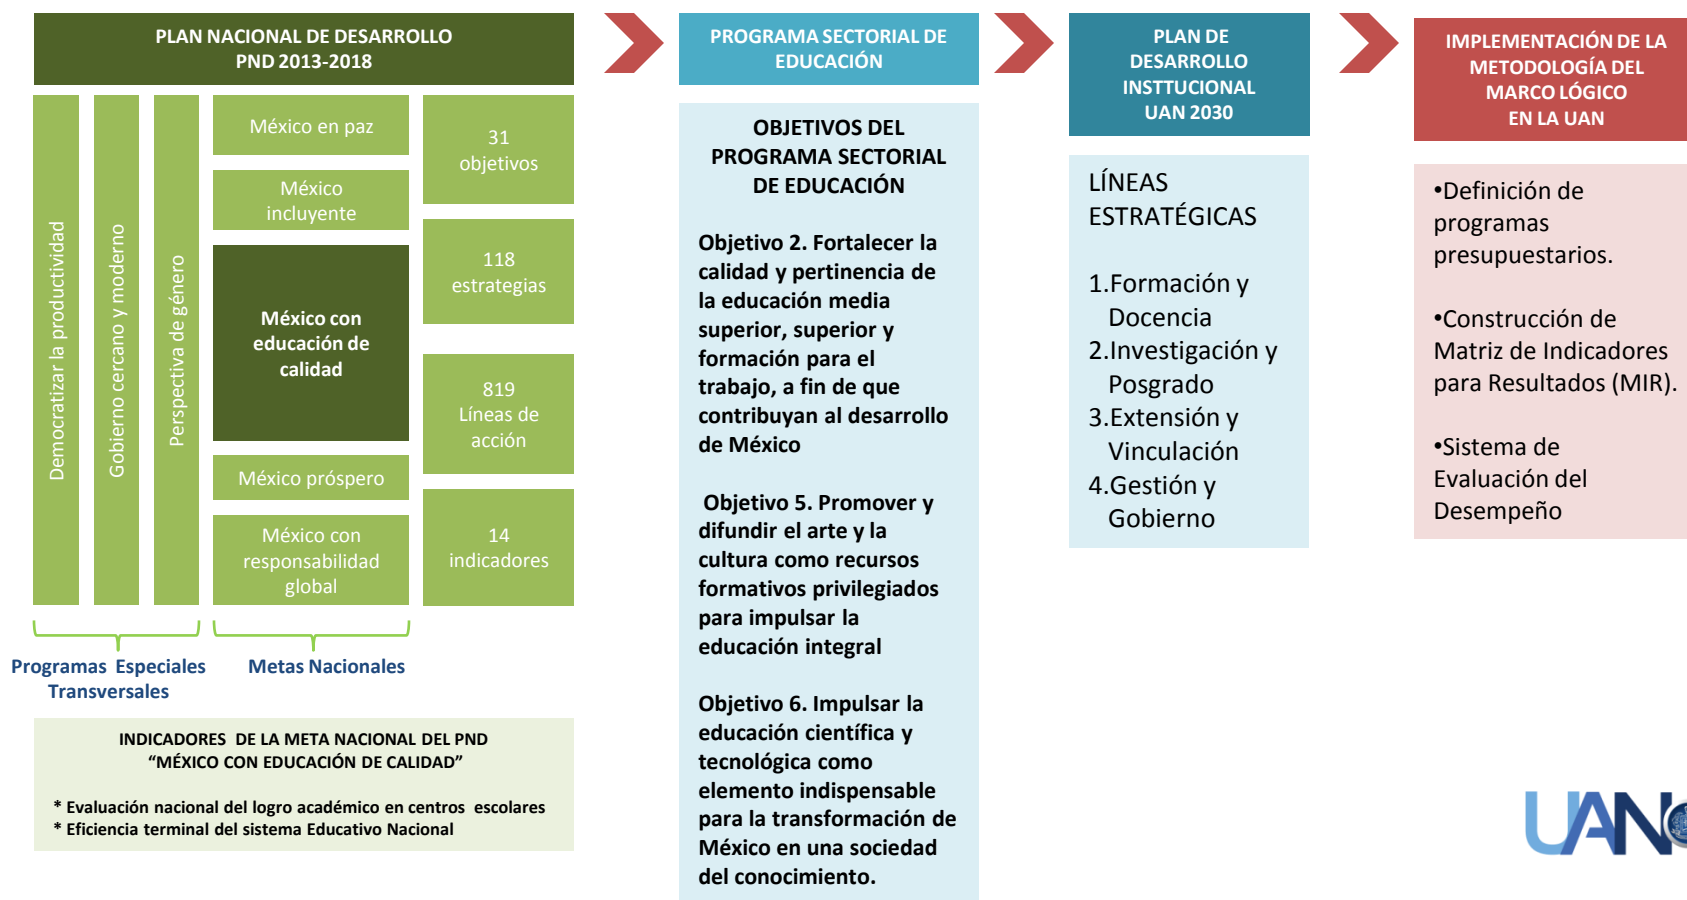 PLAN NACIONAL DE DESARROLLO
PND 2013-2018
Democratizar la productividad
Gobierno cercano y moderno
Perspectiva de género
México en paz
México
incluyente
México con
educación de
calidad
México próspero
México con
responsabilidad
global
31
objetivos
118
estrategias
819
Líneas de
acción
14
indicadores
Programas Especiales
Transversales
Metas Nacionales
INDICADORES DE LA META NACIONAL DEL PND
“MÉXICO CON EDUCACIÓN DE CALIDAD”
* Evaluación nacional del logro académico en centros escolares
* Eficiencia terminal del sistema Educativo Nacional
PROGRAMA SECTORIAL DE
EDUCACIÓN
OBJETIVOS DEL
PROGRAMA SECTORIAL
DE EDUCACIÓN
Objetivo 2. Fortalecer la
calidad y pertinencia de
la educación media
superior, superior y
formación para el
trabajo, a fin de que
contribuyan al desarrollo
de México
Objetivo 5. Promover y
difundir el arte y la
cultura como recursos
formativos privilegiados
para impulsar la
educación integral
Objetivo 6. Impulsar la
educación científica y
tecnológica como
elemento indispensable
para la transformación de
México en una sociedad
del conocimiento.
PLAN DE
DESARROLLO
INSTTUCIONAL
UAN 2030
LÍNEAS
ESTRATÉGICAS
1.Formación y
Docencia
2.Investigación y
Posgrado
3.Extensión y
Vinculación
4.Gestión y
Gobierno
IMPLEMENTACIÓN DE LA
METODOLOGÍA DEL
MARCO LÓGICO
EN LA UAN
•Definición de
programas
presupuestarios.
•Construcción de
Matriz de Indicadores
para Resultados (MIR).
•Sistema de
Evaluación del
Desempeño
UAN